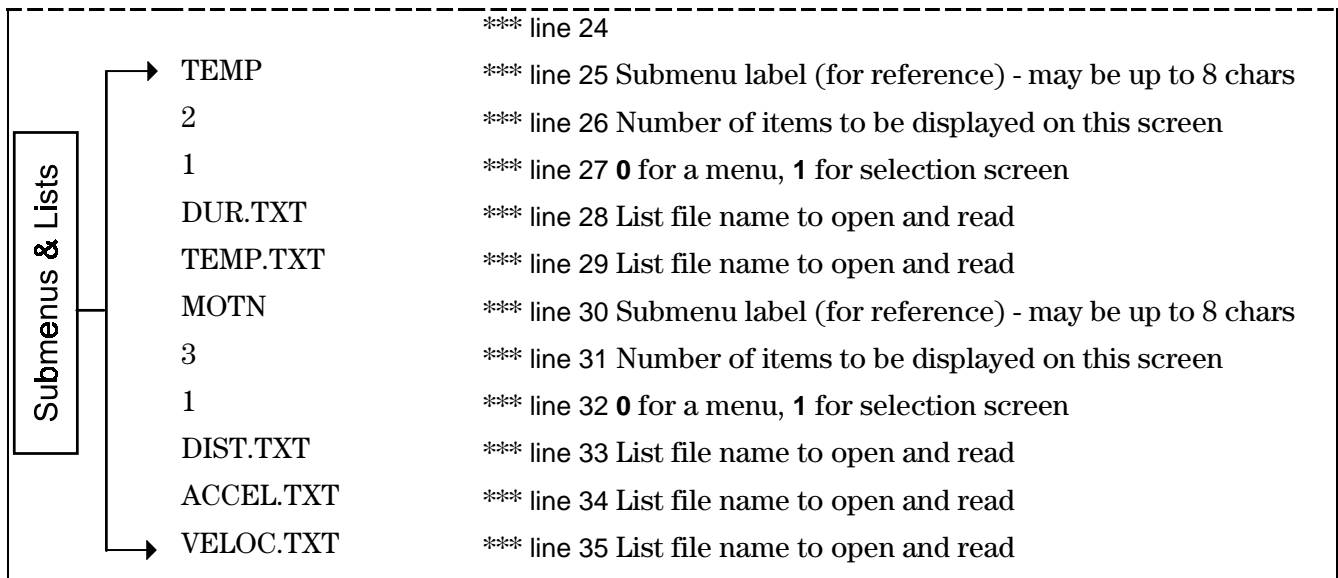 *** line 24
TEMP *** line 25 Submenu label (for reference) - may be up to 8 chars
2 *** line 26 Number of items to be displayed on this screen
1 *** line 27 0 for a menu, 1 for selection screen
DUR.TXT *** line 28 List file name to open and read
TEMP.TXT *** line 29 List file name to open and read
MOTN *** line 30 Submenu label (for reference) - may be up to 8 chars
3 *** line 31 Number of items to be displayed on this screen
1 *** line 32 0 for a menu, 1 for selection screen
DIST.TXT *** line 33 List file name to open and read
ACCEL.TXT *** line 34 List file name to open and read
VELOC.TXT *** line 35 List file name to open and read
Submenus & Lists